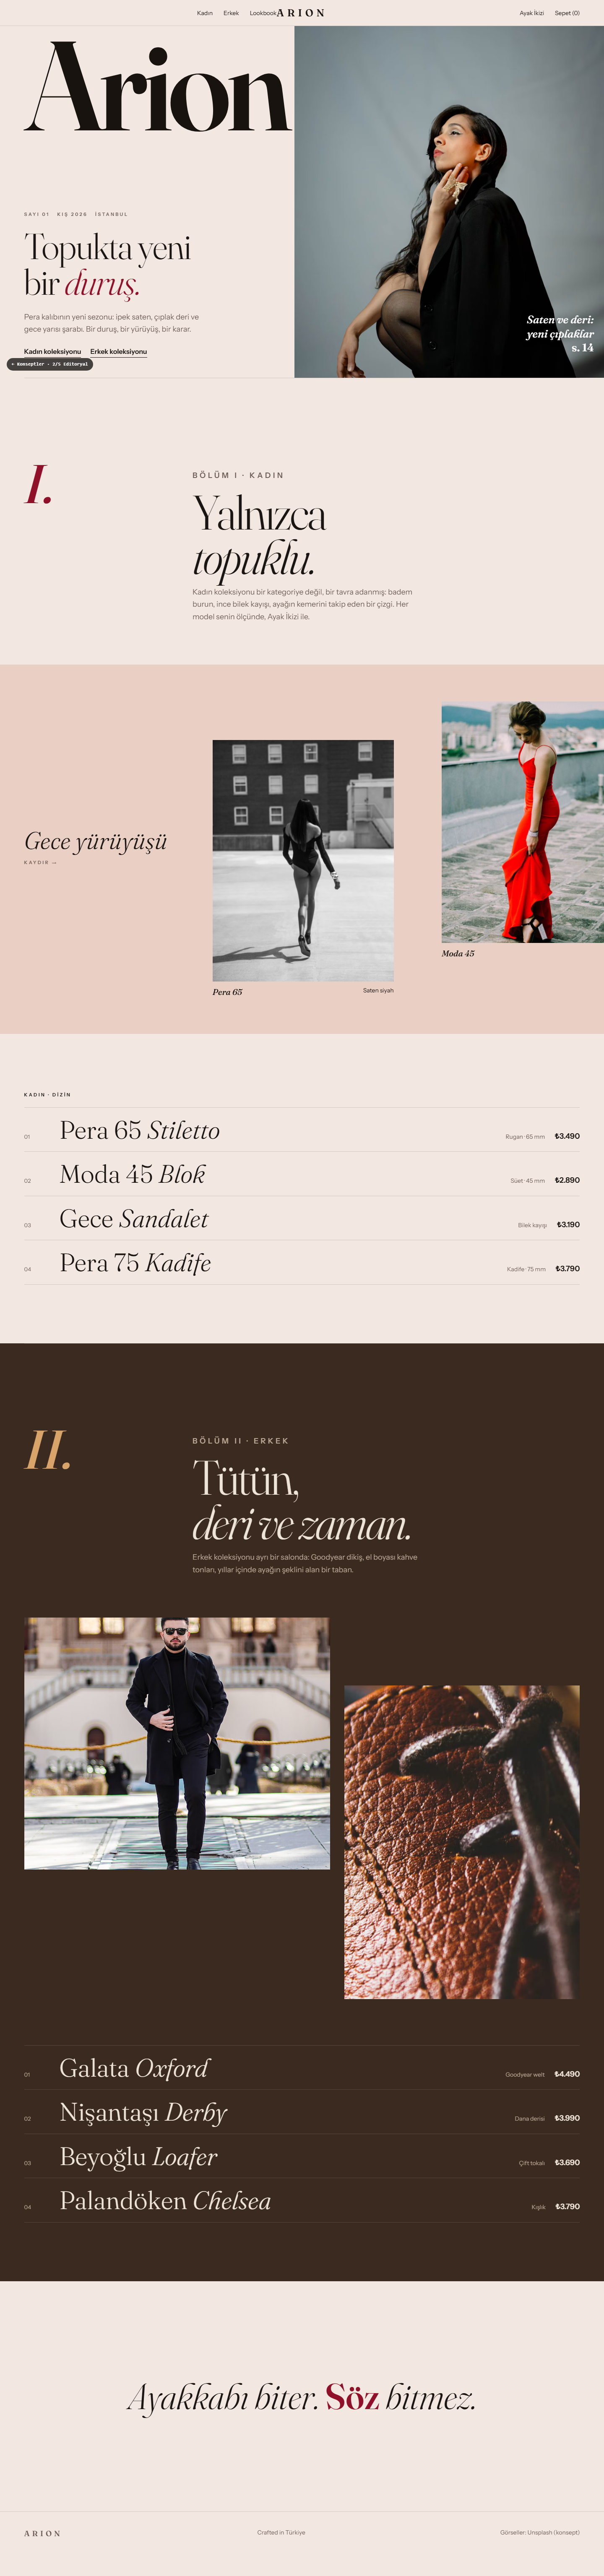 Kadın Erkek Lookbook ARION Ayak İkizi Sepet (0)
Arion
SAYI 01 KIŞ 2026 İSTANBUL
Topukta yeni
bir duruş.
Pera kalıbının yeni sezonu: ipek saten, çıplak deri ve
gece yarısı şarabı. Bir duruş, bir yürüyüş, bir karar.
Kadın koleksiyonu Erkek koleksiyonu
← Konseptler · 3/5 Editoryal
Saten ve deri:
yeni çıplaklar
s. 14
I.
BÖLÜM I · KADIN
Yalnızca
topuklu.
Kadın koleksiyonu bir kategoriye değil, bir tavra adanmış: badem
burun, ince bilek kayışı, ayağın kemerini takip eden bir çizgi. Her
model senin ölçünde, Ayak İkizi ile.
Gece yürüyüşü
KAYDIR →
Pera 65 Saten siyah
Moda 45
KADIN · DİZİN
01 Pera 65 Stiletto Rugan · 65 mm ₺3.490
02 Moda 45 Blok Süet · 45 mm ₺2.890
03 Gece Sandalet Bilek kayışı ₺3.190
04 Pera 75 Kadife Kadife · 75 mm ₺3.790
II.
BÖLÜM II · ERKEK
Tütün,
deri ve zaman.
Erkek koleksiyonu ayrı bir salonda: Goodyear dikiş, el boyası kahve
tonları, yıllar içinde ayağın şeklini alan bir taban.
01 Galata Oxford Goodyear welt ₺4.490
02 Nişantaşı Derby Dana derisi ₺3.990
03 Beyoğlu Loafer Çift tokalı ₺3.690
04 Palandöken Chelsea Kışlık ₺3.790
Ayakkabı biter. Söz bitmez.
ARION Crafted in Türkiye Görseller: Unsplash (konsept)